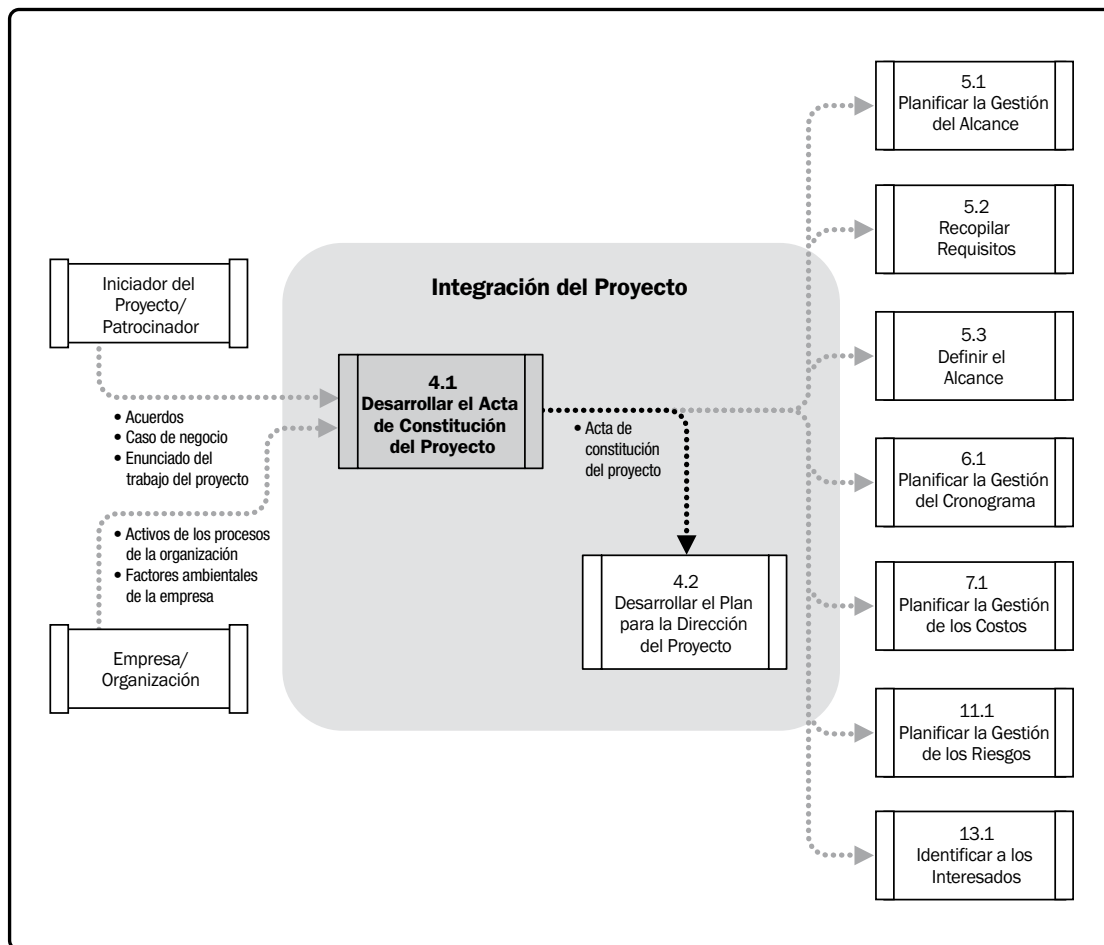 Iniciador del
Proyecto/
Patrocinador
• Acuerdos
• Caso de negocio
• Enunciado del
trabajo del proyecto
• Activos de los procesos
de la organización
• Factores ambientales
de la empresa
Empresa/
Organización
Integración del Proyecto
4.1
Desarrollar el Acta
de Constitución
del Proyecto
• Acta de
constitución
del proyecto
4.2
Desarrollar el Plan
para la Dirección
del Proyecto
5.1
Planificar la Gestión
del Alcance
5.2
Recopilar
Requisitos
5.3
Definir el
Alcance
6.1
Planificar la Gestión
del Cronograma
7.1
Planificar la Gestión
de los Costos
11.1
Planificar la Gestión
de los Riesgos
13.1
Identificar a los
Interesados